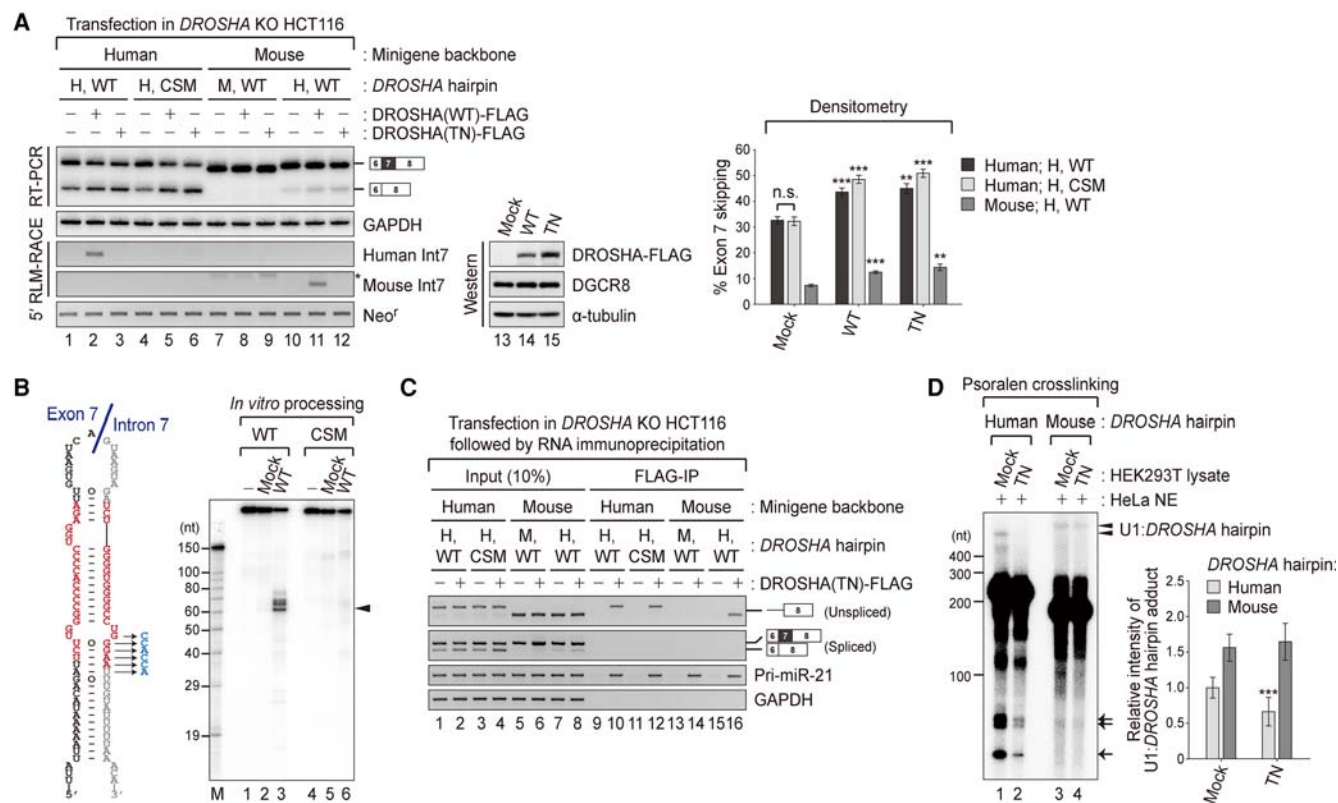 A
Transfection in DROSHA KO HCT116
Human Mouse : Minigene backbone
H, WT H, CSM M, WT H, WT : DROSHA hairpin
− + − − + − − + − − + − : DROSHA(WT)-FLAG
− − + − − + − − + − − + : DROSHA(TN)-FLAG
RT-PCR
6 7 8
6 8
GAPDH
5' RLM-RACE
Human Int7
* Mouse Int7
Neoʳ
1 2 3 4 5 6 7 8 9 10 11 12
Mock WT TN
Western
DROSHA-FLAG
DGCR8
α-tubulin
13 14 15
Densitometry
% Exon 7 skipping
60
50
40
30
20
10
0
n.s.
*** *** ***
** *** **
Mock WT TN
Human; H, WT
Human; H, CSM
Mouse; H, WT
B
Exon 7 Intron 7
5' 3'
In vitro processing
WT CSM
− Mock WT − Mock WT
(nt)
150
100
80
60
50
40
29
19
M 1 2 3 4 5 6
C
Transfection in DROSHA KO HCT116
followed by RNA immunoprecipitation
Input (10%) FLAG-IP
Human Mouse Human Mouse : Minigene backbone
H, WT H, CSM M, WT H, WT H, WT H, CSM M, WT H, WT : DROSHA hairpin
− + − + − + − + − + − + − + − + : DROSHA(TN)-FLAG
8 (Unspliced)
6 7 8
6 8 (Spliced)
Pri-miR-21
GAPDH
1 2 3 4 5 6 7 8 9 10 11 12 13 14 15 16
D
Psoralen crosslinking
Human Mouse : DROSHA hairpin
Mock TN Mock TN : HEK293T lysate
+ + + + : HeLa NE
(nt)
U1:DROSHA hairpin
400
300
200
100
1 2 3 4
DROSHA hairpin:
Human
Mouse
Relative intensity of
U1:DROSHA hairpin adduct
2.5
2.0
1.5
1.0
0.5
0
***
Mock TN